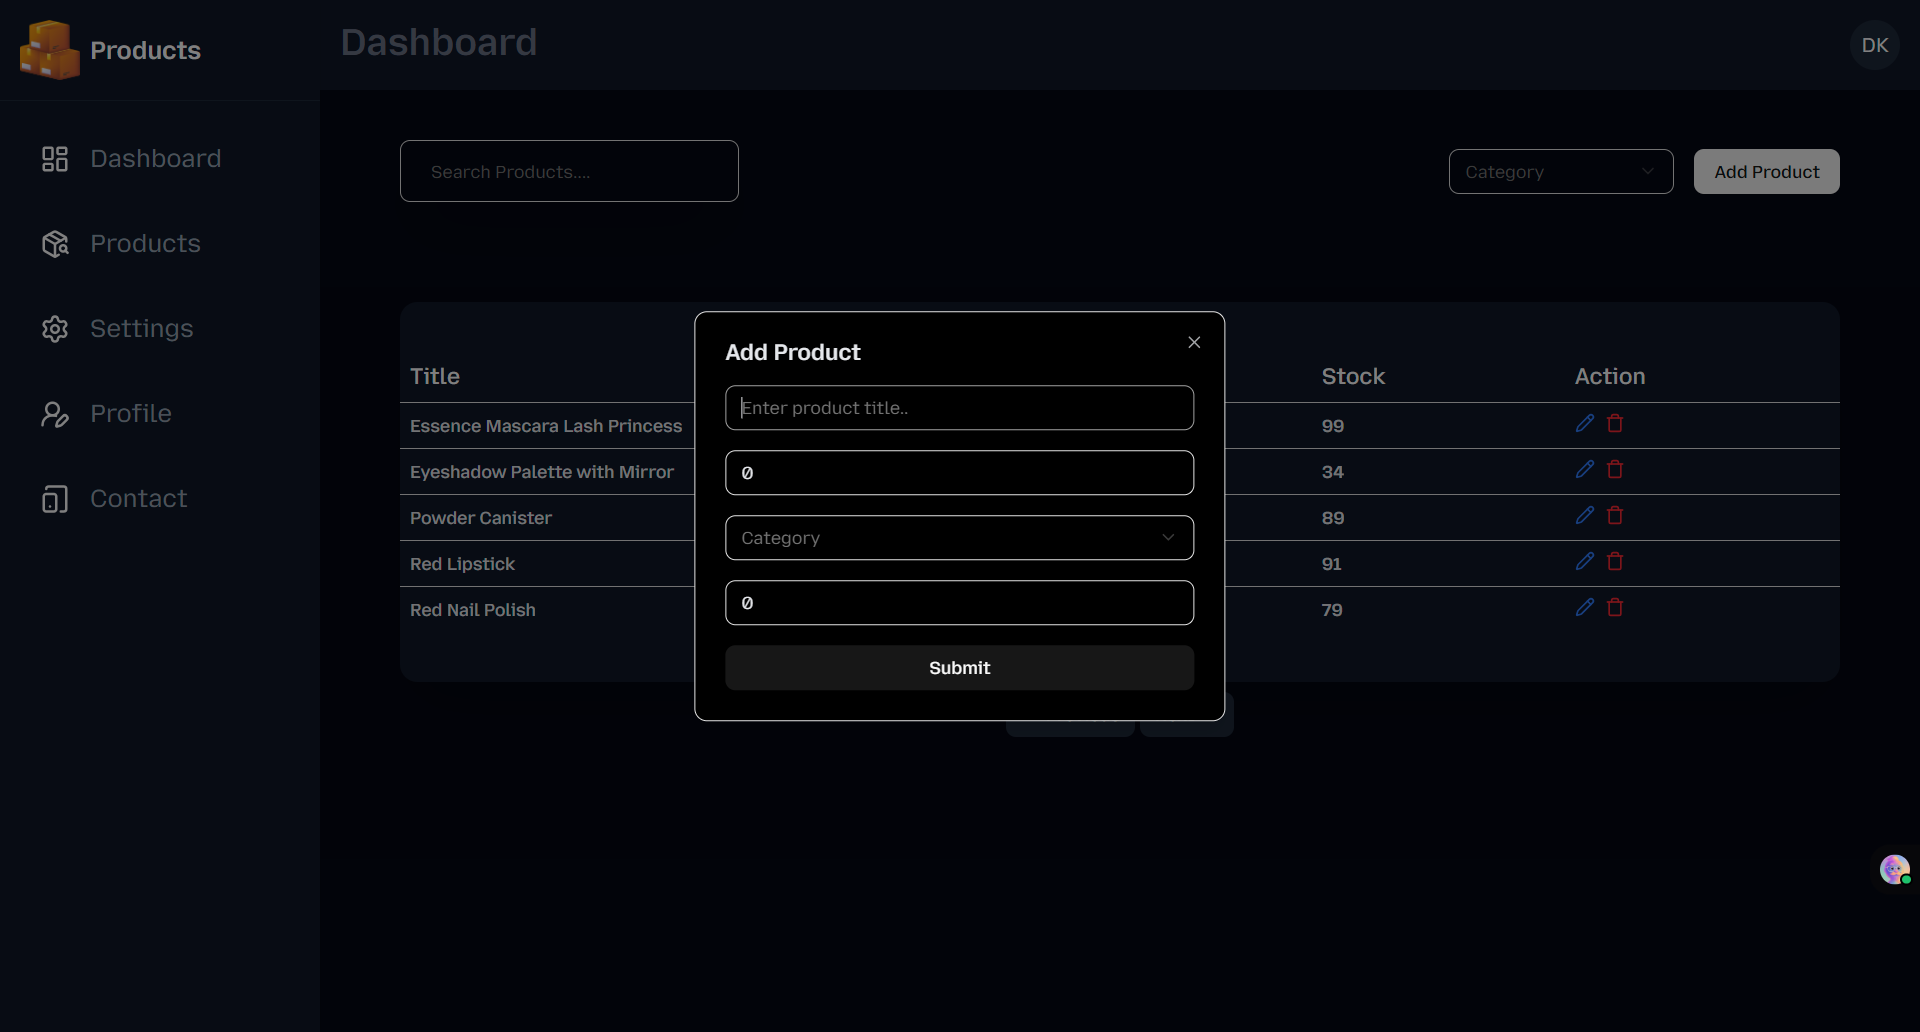 Products
Dashboard
DK
Dashboard
Products
Settings
Profile
Contact
Search Products....
Category
Add Product
Title
Stock
Action
Essence Mascara Lash Princess
99
Eyeshadow Palette with Mirror
34
Powder Canister
89
Red Lipstick
91
Red Nail Polish
79
Add Product
Enter product title..
0
Category
0
Submit